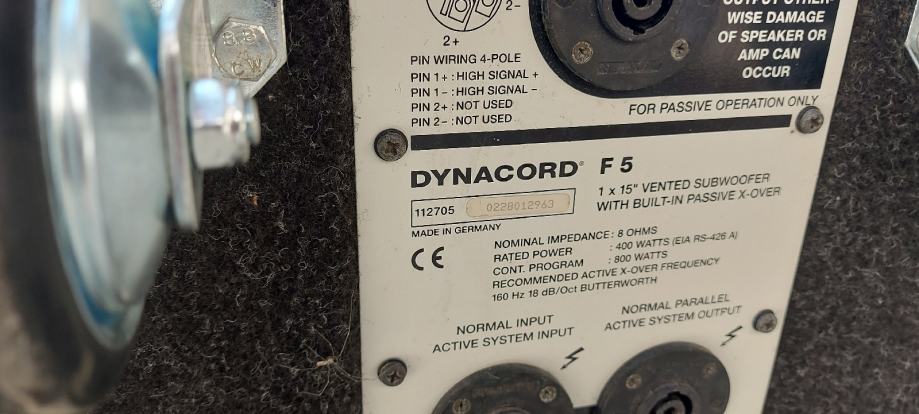 2-
2+
PIN WIRING 4-POLE
PIN 1+ : HIGH SIGNAL +
PIN 1- : HIGH SIGNAL -
PIN 2+ : NOT USED
PIN 2- : NOT USED
OUTPUT OTHER-
WISE DAMAGE
OF SPEAKER OR
AMP CAN
OCCUR
FOR PASSIVE OPERATION ONLY
DYNACORD® F 5
112705 0228012963
MADE IN GERMANY
1 x 15" VENTED SUBWOOFER
WITH BUILT-IN PASSIVE X-OVER
CE
NOMINAL IMPEDANCE : 8 OHMS
RATED POWER : 400 WATTS (EIA RS-426 A)
CONT. PROGRAM : 800 WATTS
RECOMMENDED ACTIVE X-OVER FREQUENCY
160 Hz 18 dB/Oct BUTTERWORTH
NORMAL INPUT
ACTIVE SYSTEM INPUT
NORMAL PARALLEL
ACTIVE SYSTEM OUTPUT